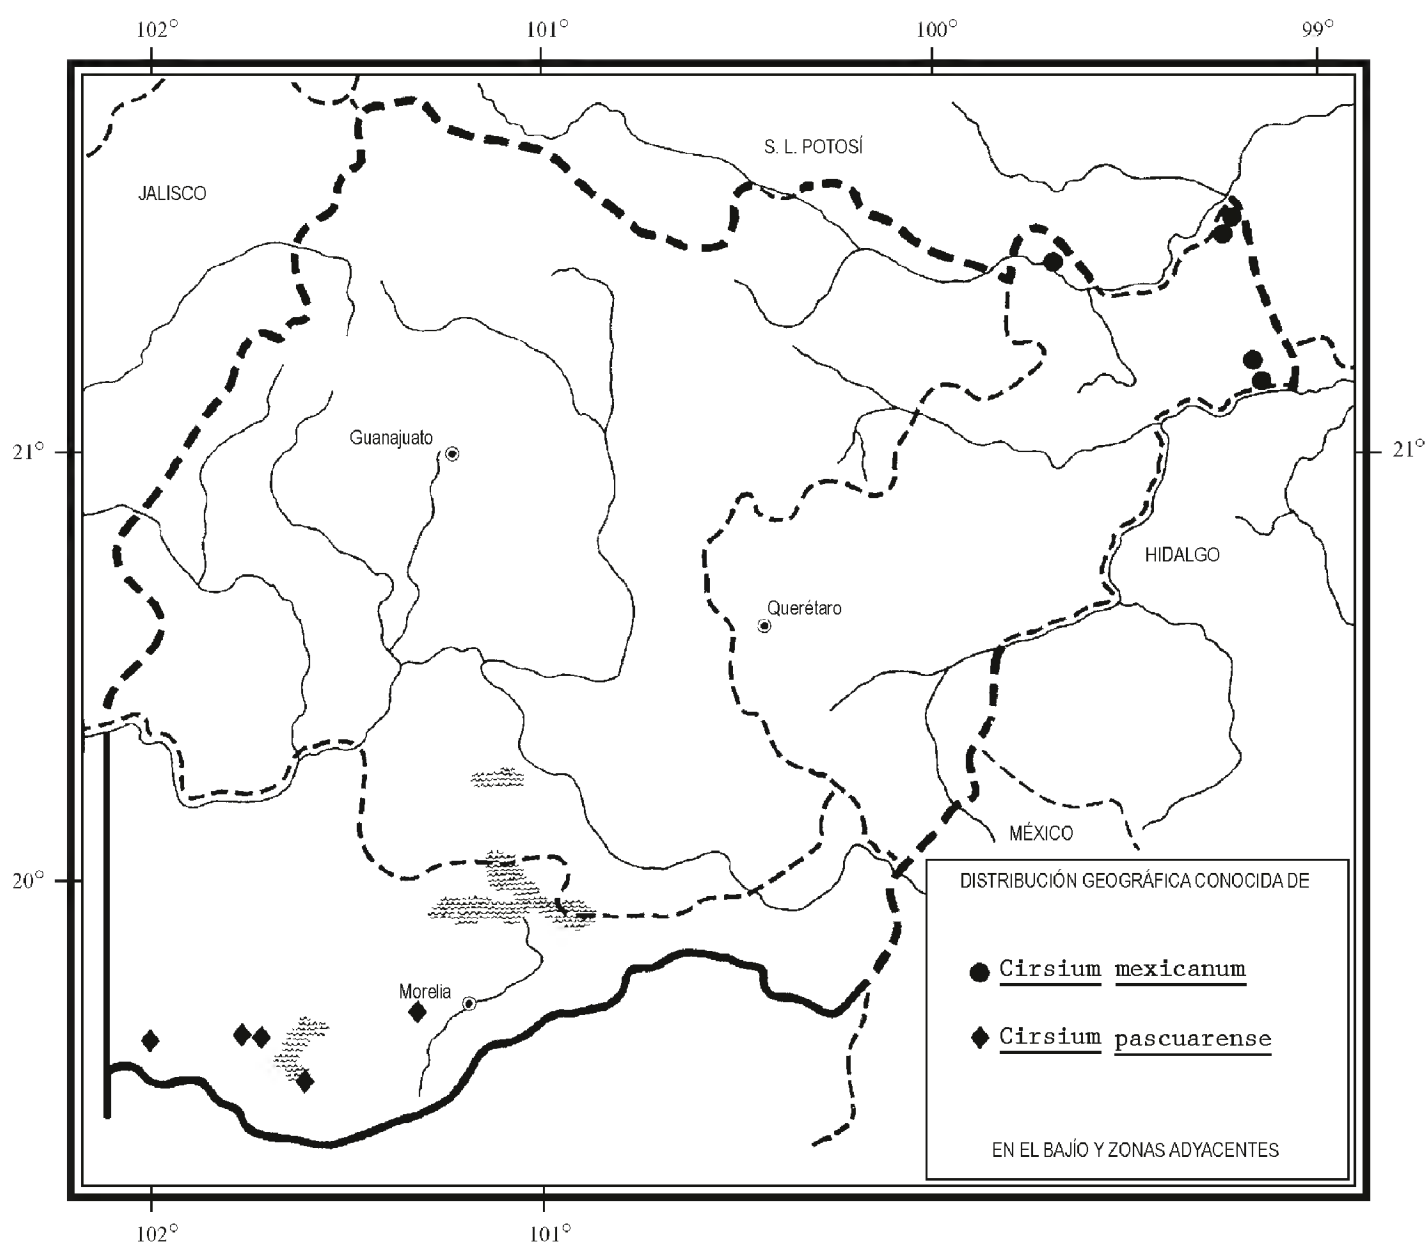 102° 101° 100° 99°
S. L. POTOSÍ
JALISCO
Guanajuato
21° 21°
HIDALGO
Querétaro
MÉXICO
20°
DISTRIBUCIÓN GEOGRÁFICA CONOCIDA DE
Cirsium mexicanum
Morelia
Cirsium pascuarense
EN EL BAJÍO Y ZONAS ADYACENTES
102° 101°